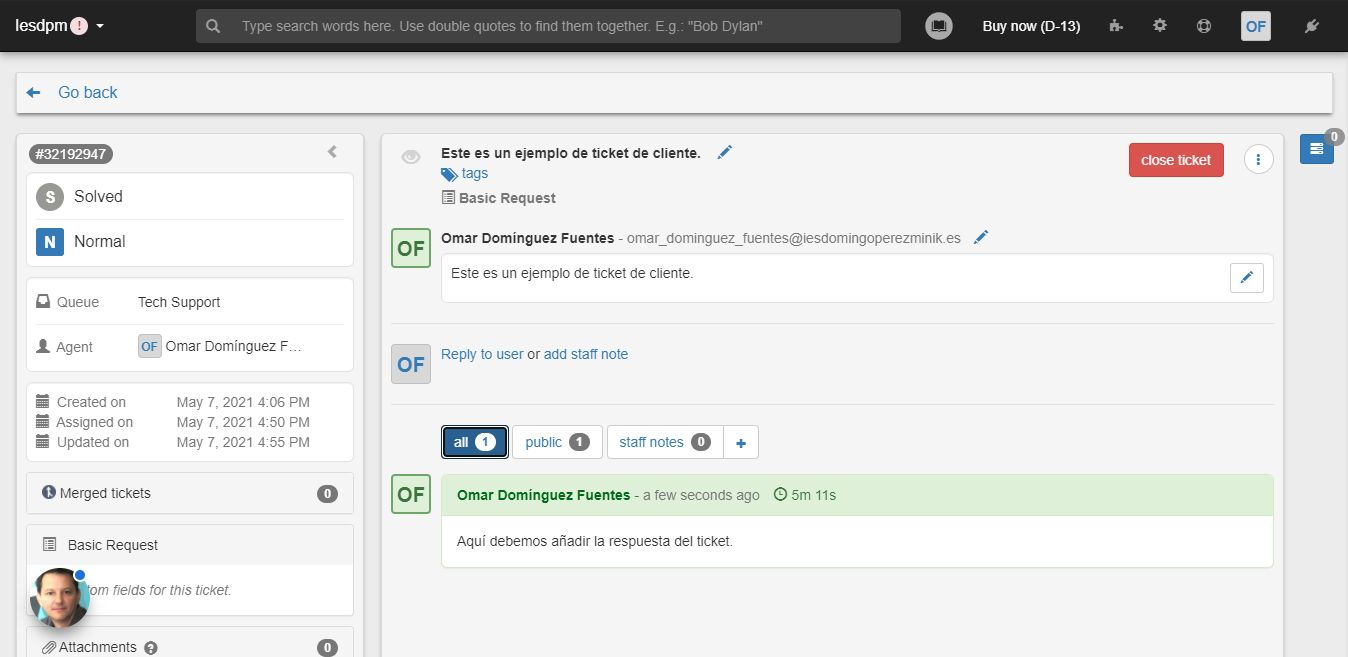 Iesdpm !
Type search words here. Use double quotes to find them together. E.g.: "Bob Dylan"
Buy now (D-13)
OF
Go back
#32192947
S Solved
N Normal
Queue Tech Support
Agent OF Omar Domínguez F…
Created on May 7, 2021 4:06 PM
Assigned on May 7, 2021 4:50 PM
Updated on May 7, 2021 4:55 PM
Merged tickets 0
Basic Request
tom fields for this ticket.
Attachments ? 0
Este es un ejemplo de ticket de cliente.
tags
Basic Request
close ticket
0
OF
Omar Domínguez Fuentes - omar_dominguez_fuentes@iesdomingoperezminik.es
Este es un ejemplo de ticket de cliente.
OF
Reply to user or add staff note
all 1 public 1 staff notes 0 +
OF
Omar Domínguez Fuentes - a few seconds ago 5m 11s
Aquí debemos añadir la respuesta del ticket.